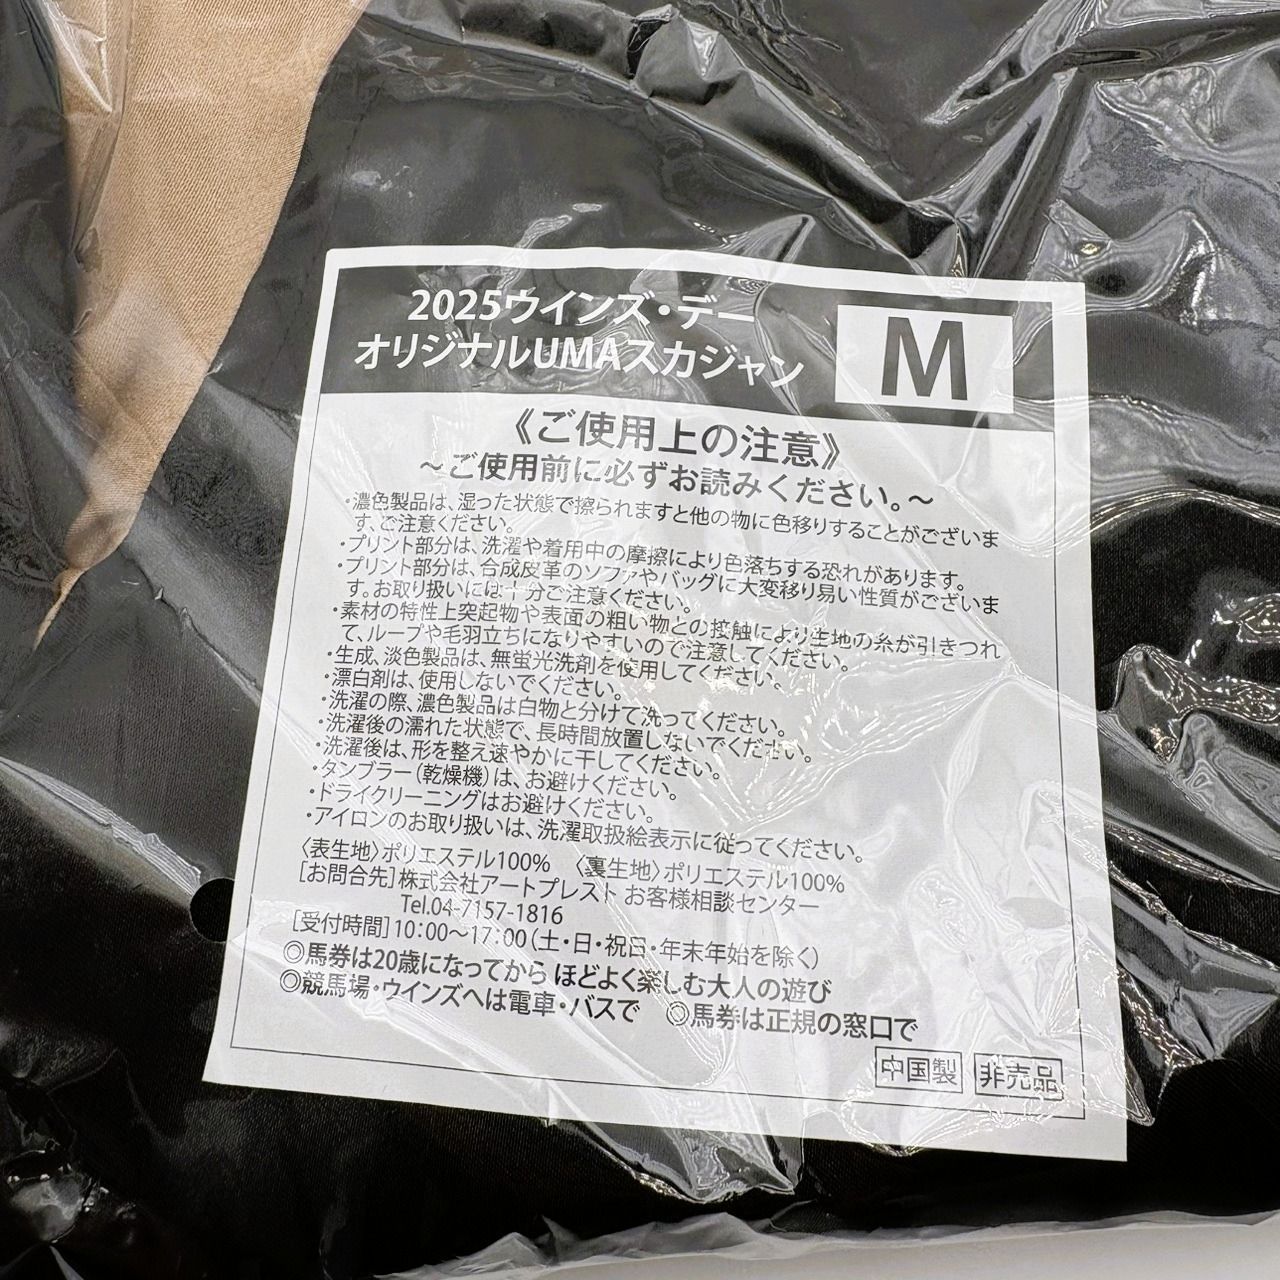 2025ウインズ・デー
オリジナルUMAスカジャン
M
《ご使用上の注意》
～ご使用前に必ずお読みください。～
・濃色製品は、湿った状態で擦られますと他の物に色移りすることがございま
す、ご注意ください。
・プリント部分は、洗濯や着用中の摩擦により色落ちする恐れがあります。
・プリント部分は、合成皮革のソファやバッグに大変移り易い性質がございま
す。お取り扱いには十分ご注意ください。
・素材の特性上突起物や表面の粗い物との接触により生地の糸が引きつれ
て、ループや毛羽立ちになりやすいので注意してください。
・生成、淡色製品は、無蛍光洗剤を使用してください。
・漂白剤は、使用しないでください。
・洗濯の際、濃色製品は白物と分けて洗ってください。
・洗濯後の濡れた状態で、長時間放置しないでください。
・洗濯後は、形を整え速やかに干してください。
・タンブラー（乾燥機）は、お避けください。
・ドライクリーニングはお避けください。
・アイロンのお取り扱いは、洗濯取扱絵表示に従ってください。
〈表生地〉ポリエステル100% 〈裏生地〉ポリエステル100%
［お問合先］株式会社アートプレスト お客様相談センター
Tel.04-7157-1816
［受付時間］10：00～17：00（土・日・祝日・年末年始を除く）
◎馬券は20歳になってから ほどよく楽しむ大人の遊び
◎競馬場・ウインズへは電車・バスで ◎馬券は正規の窓口で
中国製 非売品